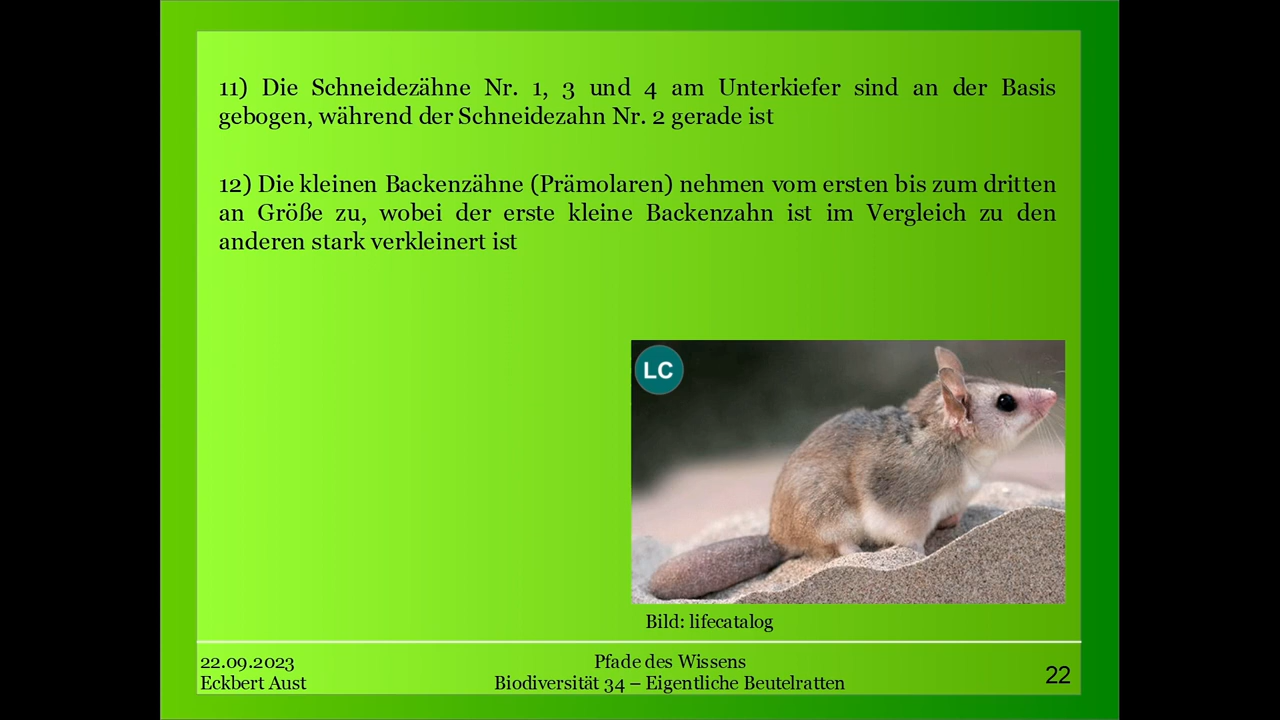 11) Die Schneidezähne Nr. 1, 3 und 4 am Unterkiefer sind an der Basis
gebogen, während der Schneidezahn Nr. 2 gerade ist
12) Die kleinen Backenzähne (Prämolaren) nehmen vom ersten bis zum dritten
an Größe zu, wobei der erste kleine Backenzahn ist im Vergleich zu den
anderen stark verkleinert ist
LC
Bild: lifecatalog
22.09.2023
Eckbert Aust
Pfade des Wissens
Biodiversität 34 – Eigentliche Beutelratten
22